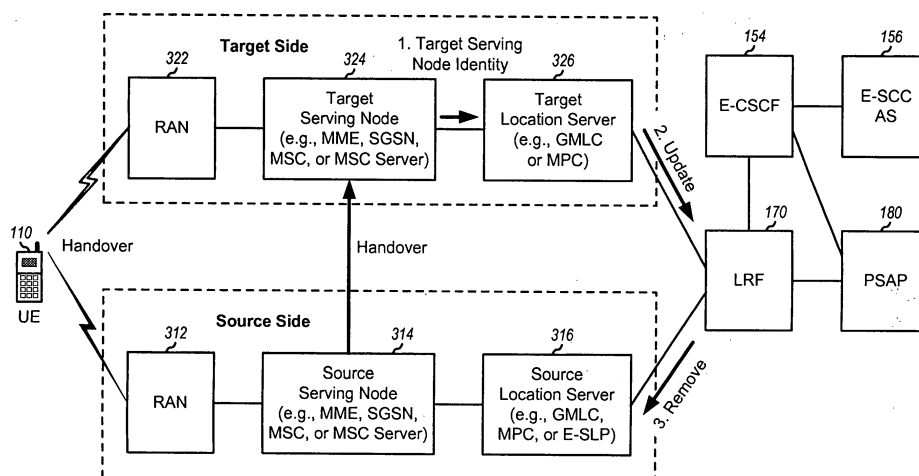 Target Side
1. Target Serving
Node Identity
322
RAN
324
Target
Serving Node
(e.g., MME, SGSN,
MSC, or MSC Server)
326
Target
Location Server
(e.g., GMLC
or MPC)
154
E-CSCF
156
E-SCC
AS
2. Update
110
UE
Handover
Handover
170
LRF
180
PSAP
Source Side
312
RAN
314
Source
Serving Node
(e.g., MME, SGSN,
MSC, or MSC Server)
316
Source
Location Server
(e.g., GMLC,
MPC, or E-SLP)
3. Remove